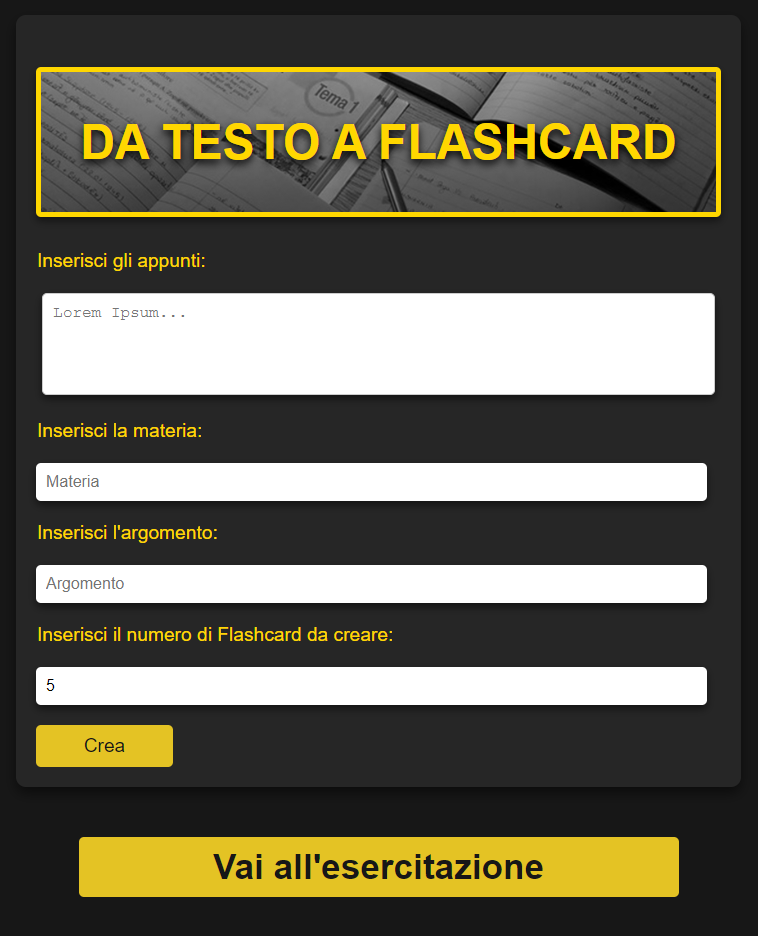 Tema 1
DA TESTO A FLASHCARD
Inserisci gli appunti:
Lorem Ipsum...
Inserisci la materia:
Materia
Inserisci l'argomento:
Argomento
Inserisci il numero di Flashcard da creare:
5
Crea
Vai all'esercitazione